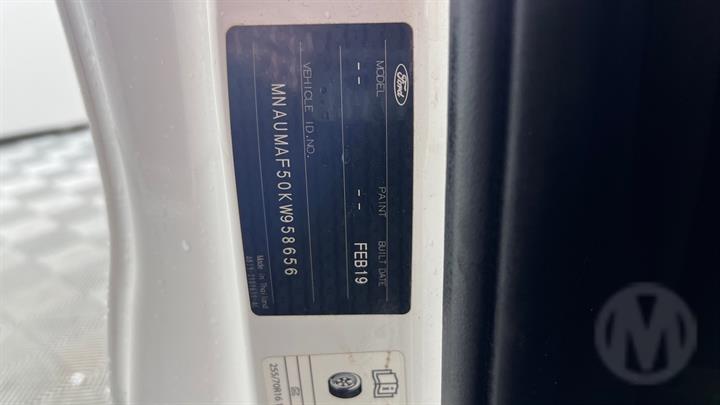 Ford
MODEL PAINT BUILT DATE
-- -- FEB19
VEHICLE ID.NO.
MNAUMAF50KW958656
Made in Thailand
255/70R16
M